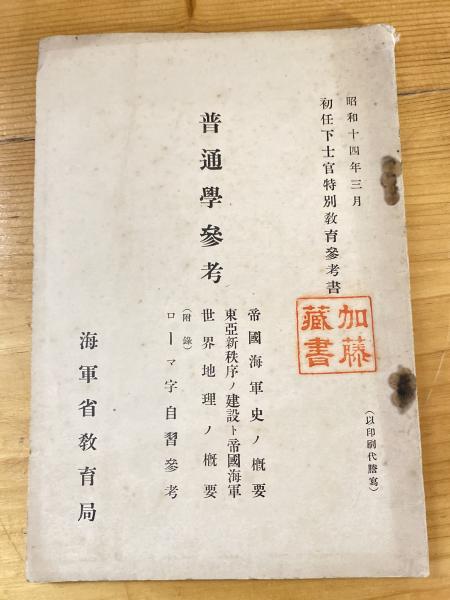 昭和十四年三月
初任下士官特別教育参考書
(以印刷代謄寫)
加藤
藏書
普通學參考
帝國海軍史ノ概要
東亞新秩序ノ建設ト帝國海軍
世界地理ノ概要
(附錄)
ローマ字自習參考
海軍省教育局